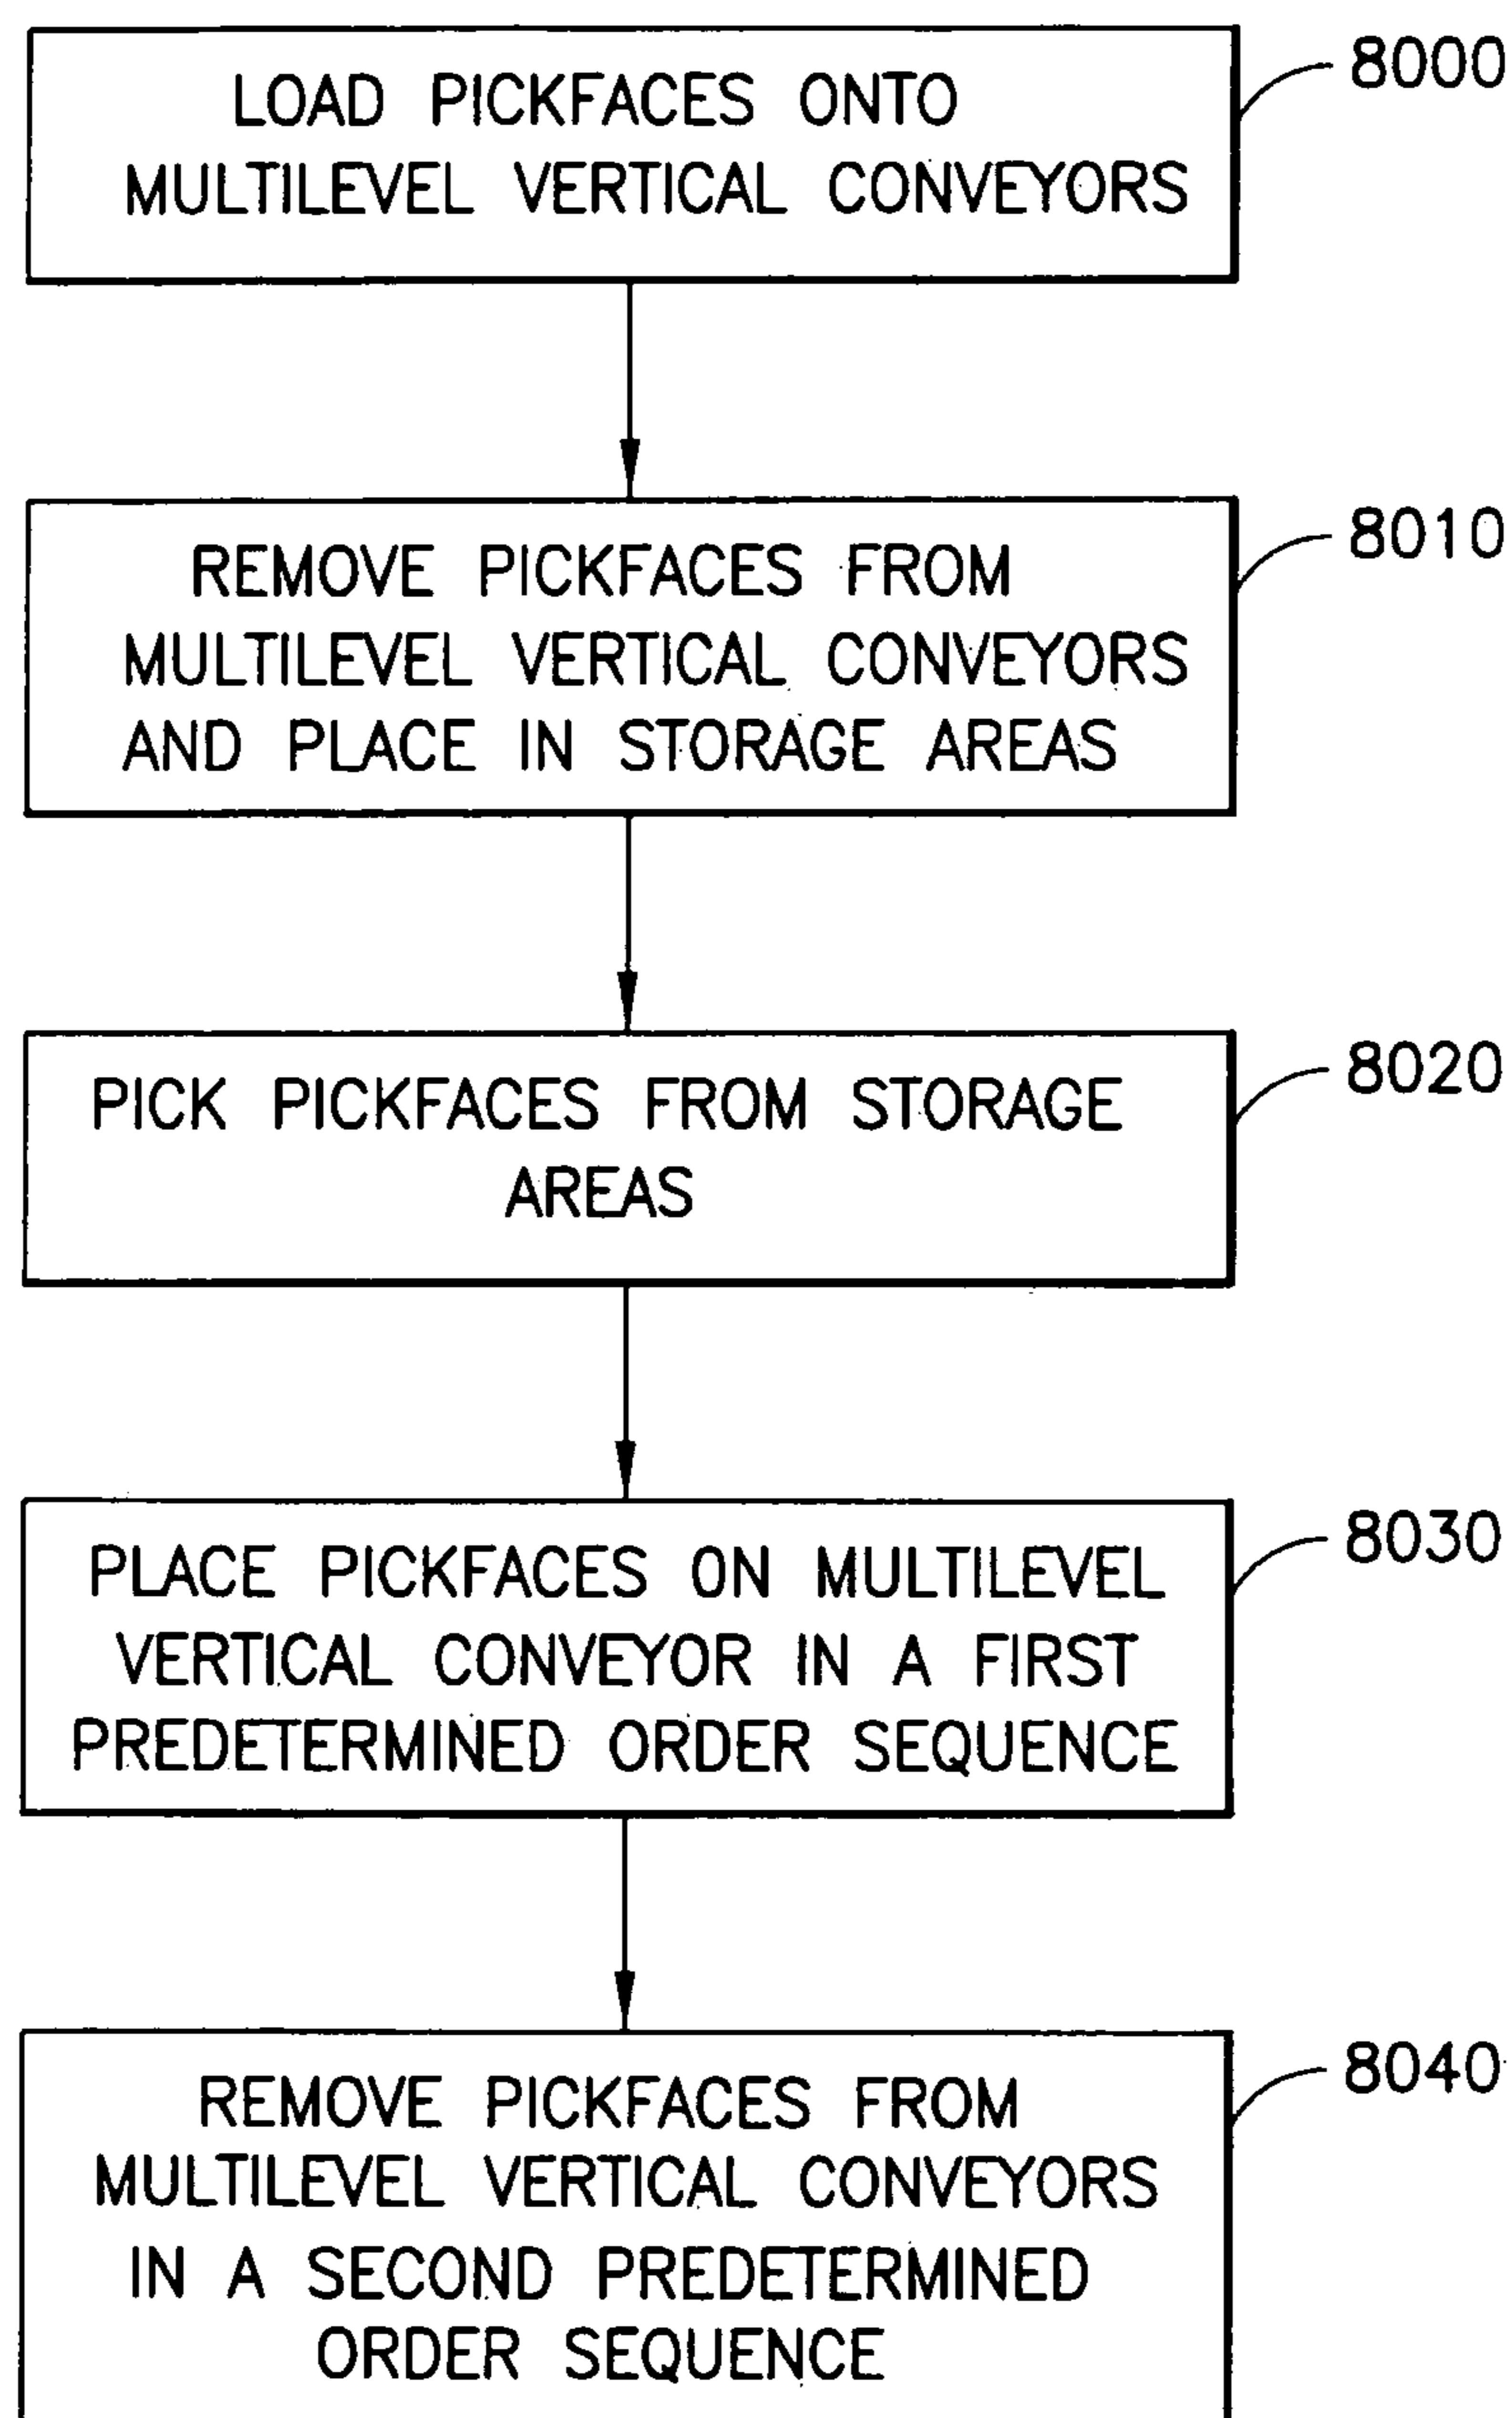 LOAD PICKFACES ONTO
MULTILEVEL VERTICAL CONVEYORS
8000
REMOVE PICKFACES FROM
MULTILEVEL VERTICAL CONVEYORS
AND PLACE IN STORAGE AREAS
8010
PICK PICKFACES FROM STORAGE
AREAS
8020
PLACE PICKFACES ON MULTILEVEL
VERTICAL CONVEYOR IN A FIRST
PREDETERMINED ORDER SEQUENCE
8030
REMOVE PICKFACES FROM
MULTILEVEL VERTICAL CONVEYORS
IN A SECOND PREDETERMINED
ORDER SEQUENCE
8040